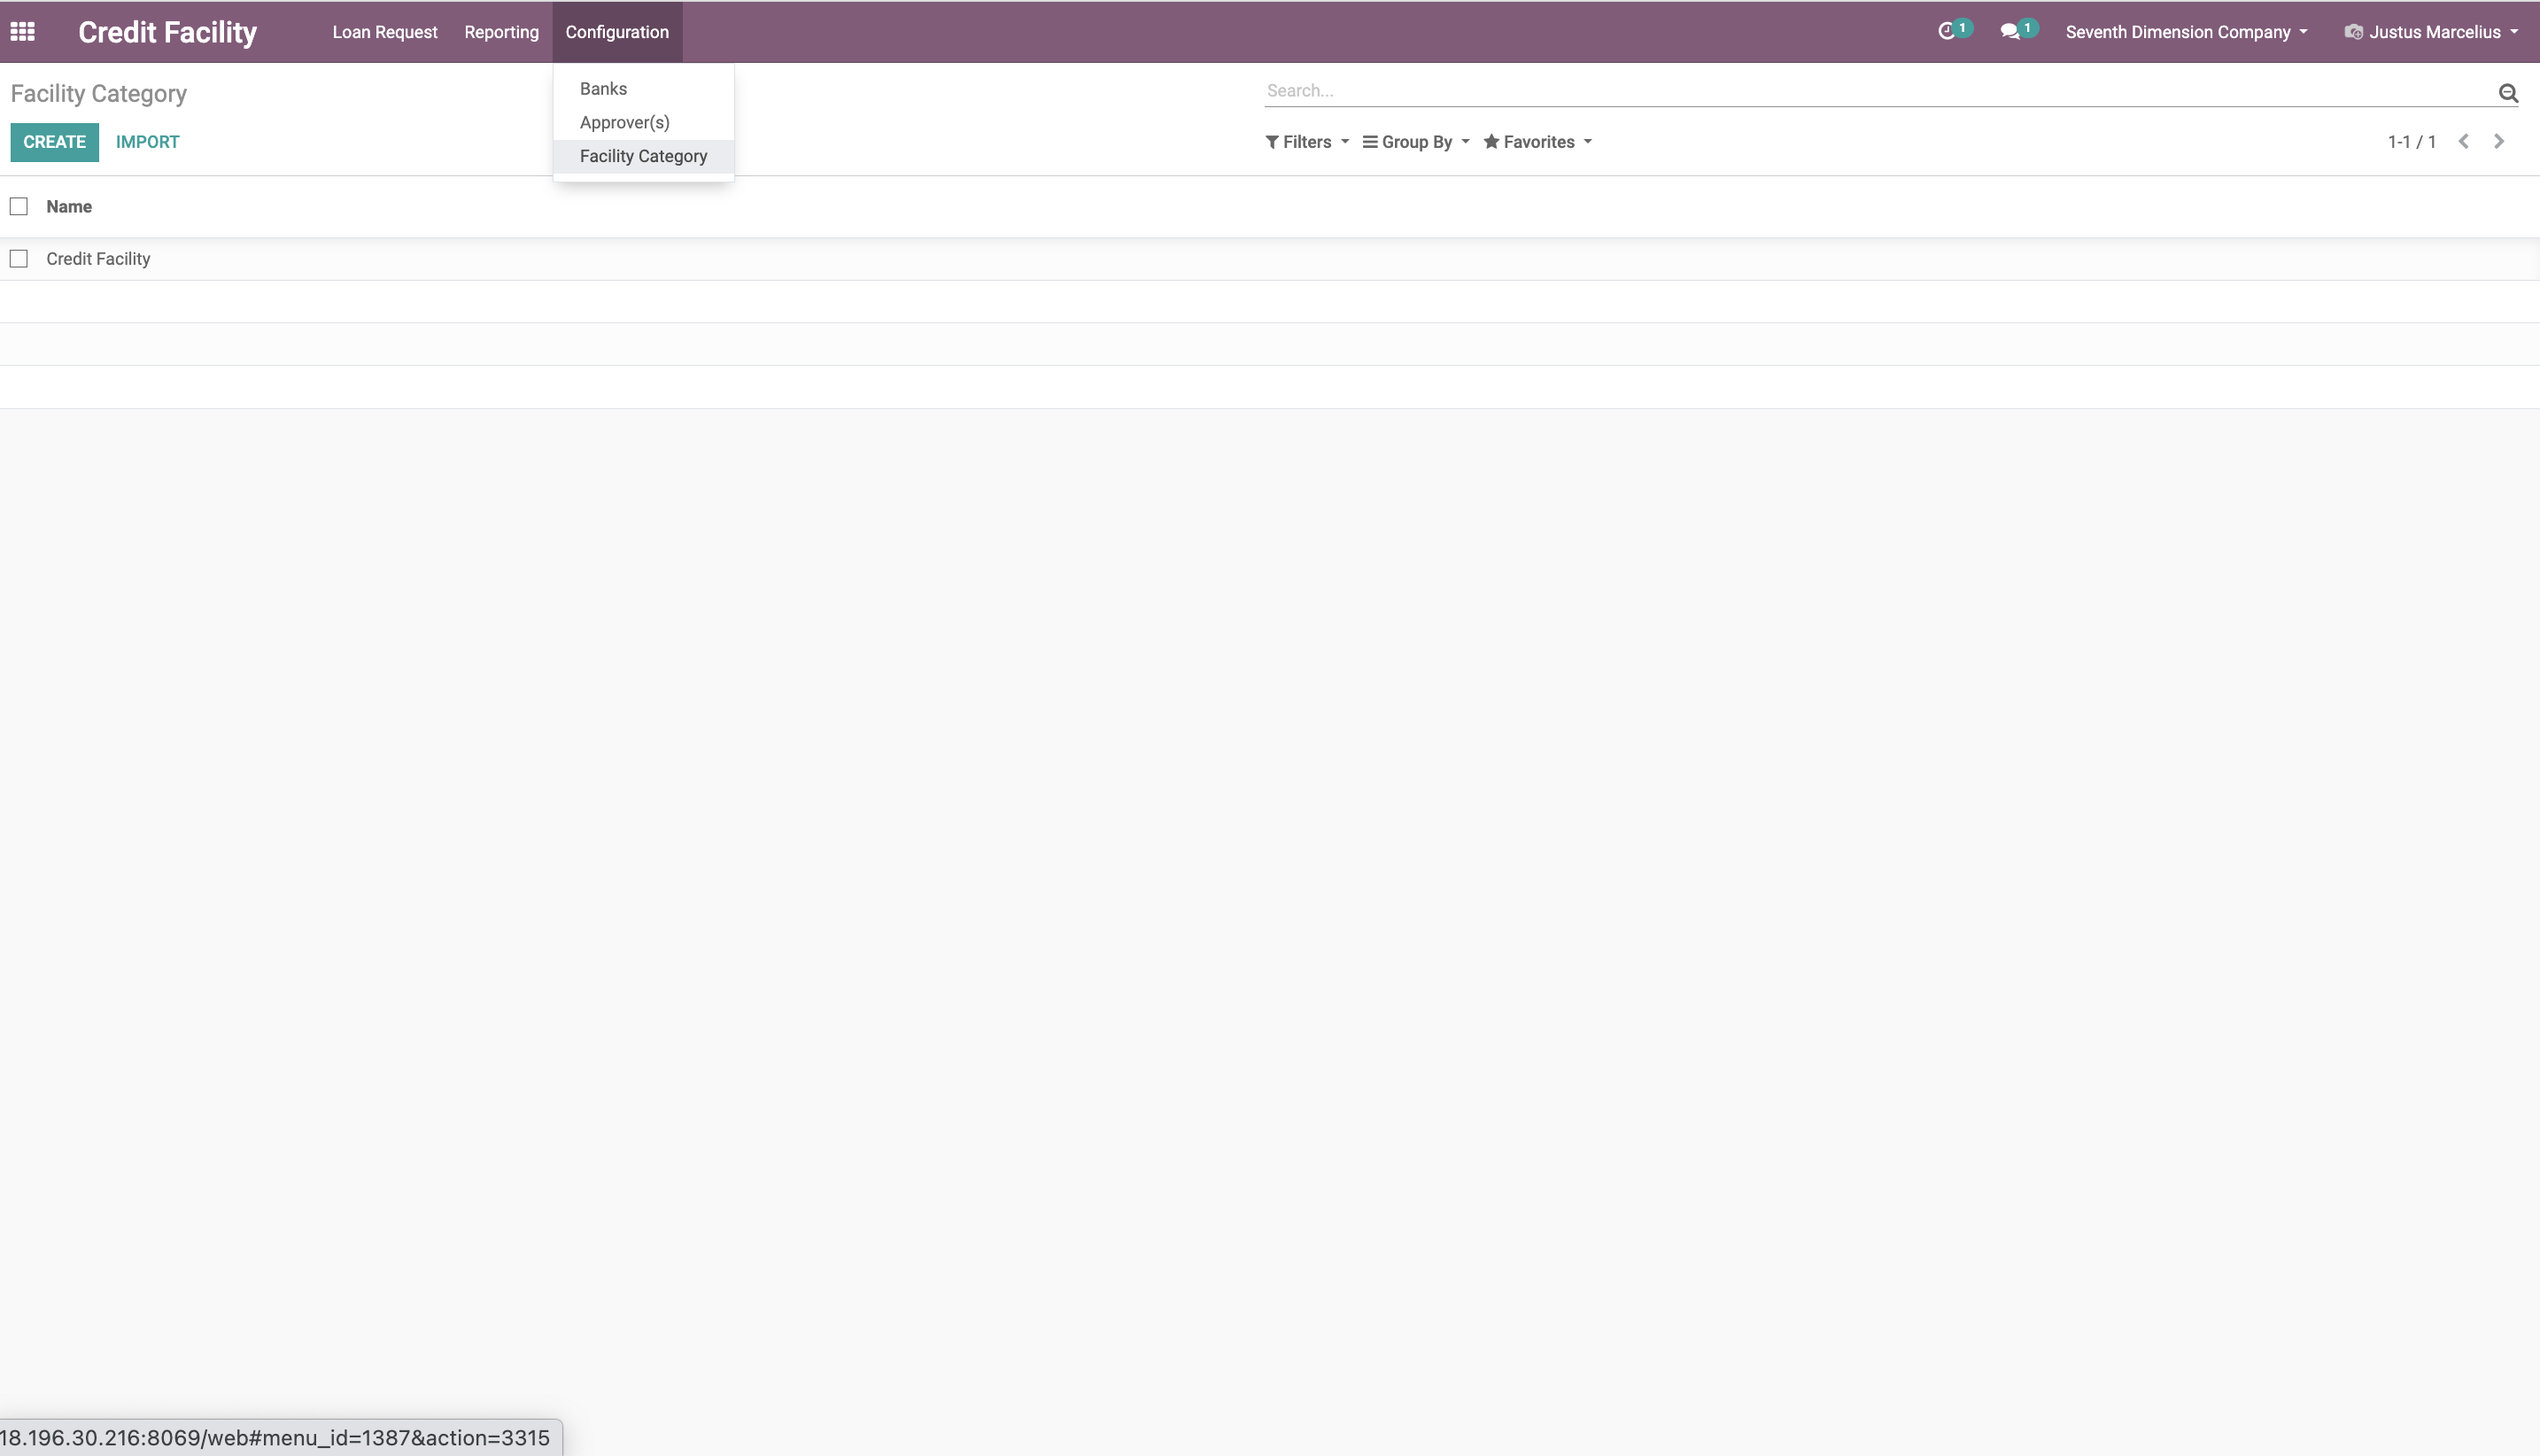 Credit Facility Loan Request Reporting Configuration 1 1 Seventh Dimension Company Justus Marcelius
Banks
Approver(s)
Facility Category
Facility Category
Search...
CREATE IMPORT
Filters Group By Favorites 1-1 / 1
Name
Credit Facility
18.196.30.216:8069/web#menu_id=1387&action=3315